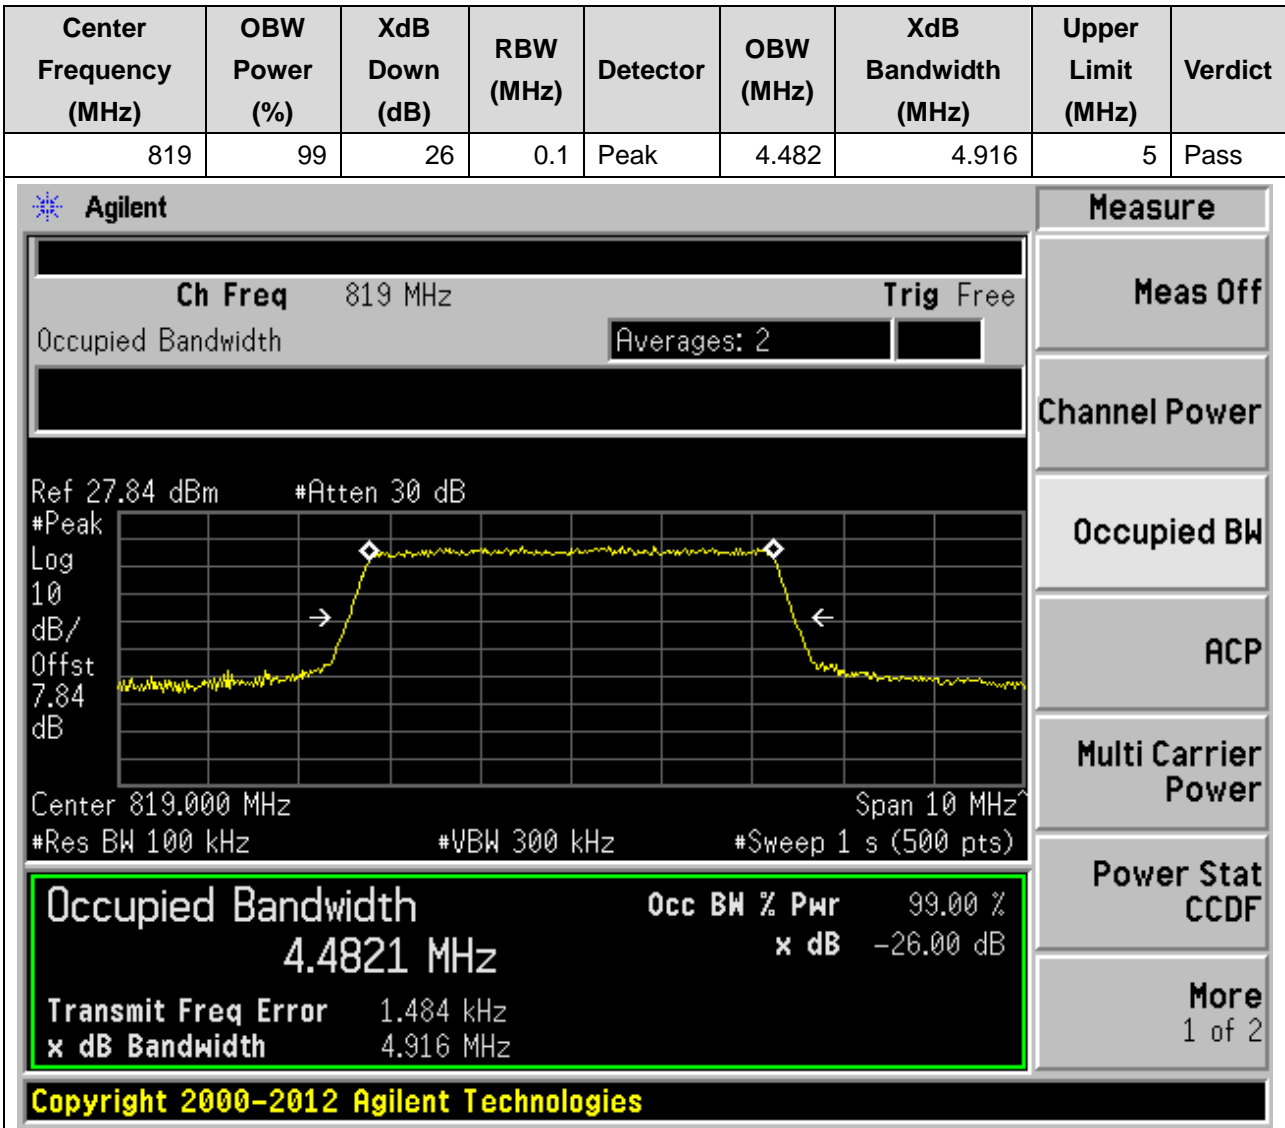 Center Frequency (MHz) OBW Power (%) XdB Down (dB) RBW (MHz) Detector OBW (MHz) XdB Bandwidth (MHz) Upper Limit (MHz) Verdict
819 99 26 0.1 Peak 4.482 4.916 5 Pass
Agilent
Measure
Ch Freq 819 MHz Trig Free
Meas Off
Occupied Bandwidth Averages: 2
Channel Power
Ref 27.84 dBm #Atten 30 dB
#Peak
Log
10
dB/
Offst
7.84
dB
Occupied BW
ACP
Center 819.000 MHz Span 10 MHz^
#Res BW 100 kHz #VBW 300 kHz #Sweep 1 s (500 pts)
Multi Carrier
Power
Occupied Bandwidth Occ BW % Pwr 99.00 %
4.4821 MHz x dB -26.00 dB
Power Stat
CCDF
Transmit Freq Error 1.484 kHz
x dB Bandwidth 4.916 MHz
More
1 of 2
Copyright 2000-2012 Agilent Technologies